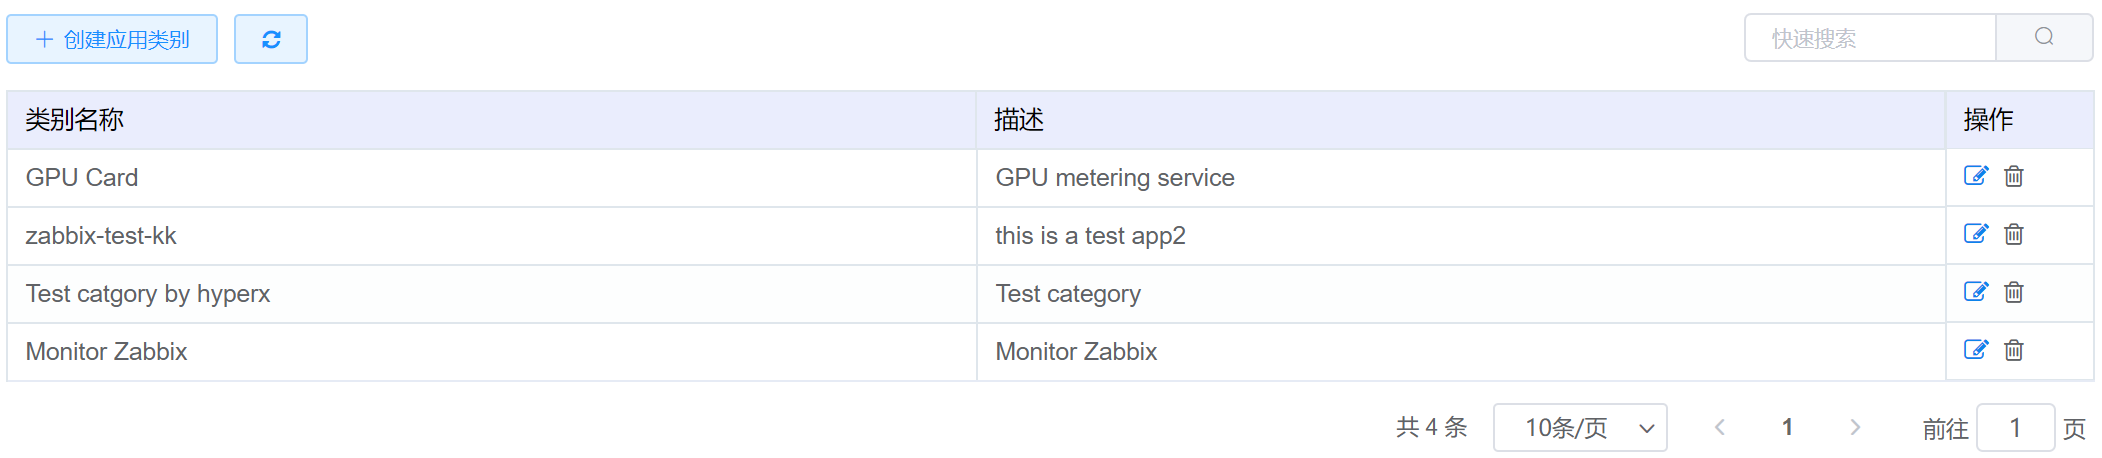 创建应用类别
快速搜索
类别名称 描述 操作
GPU Card GPU metering service
zabbix-test-kk this is a test app2
Test catgory by hyperx Test category
Monitor Zabbix Monitor Zabbix
共 4 条 10条/页 1 前往 1 页